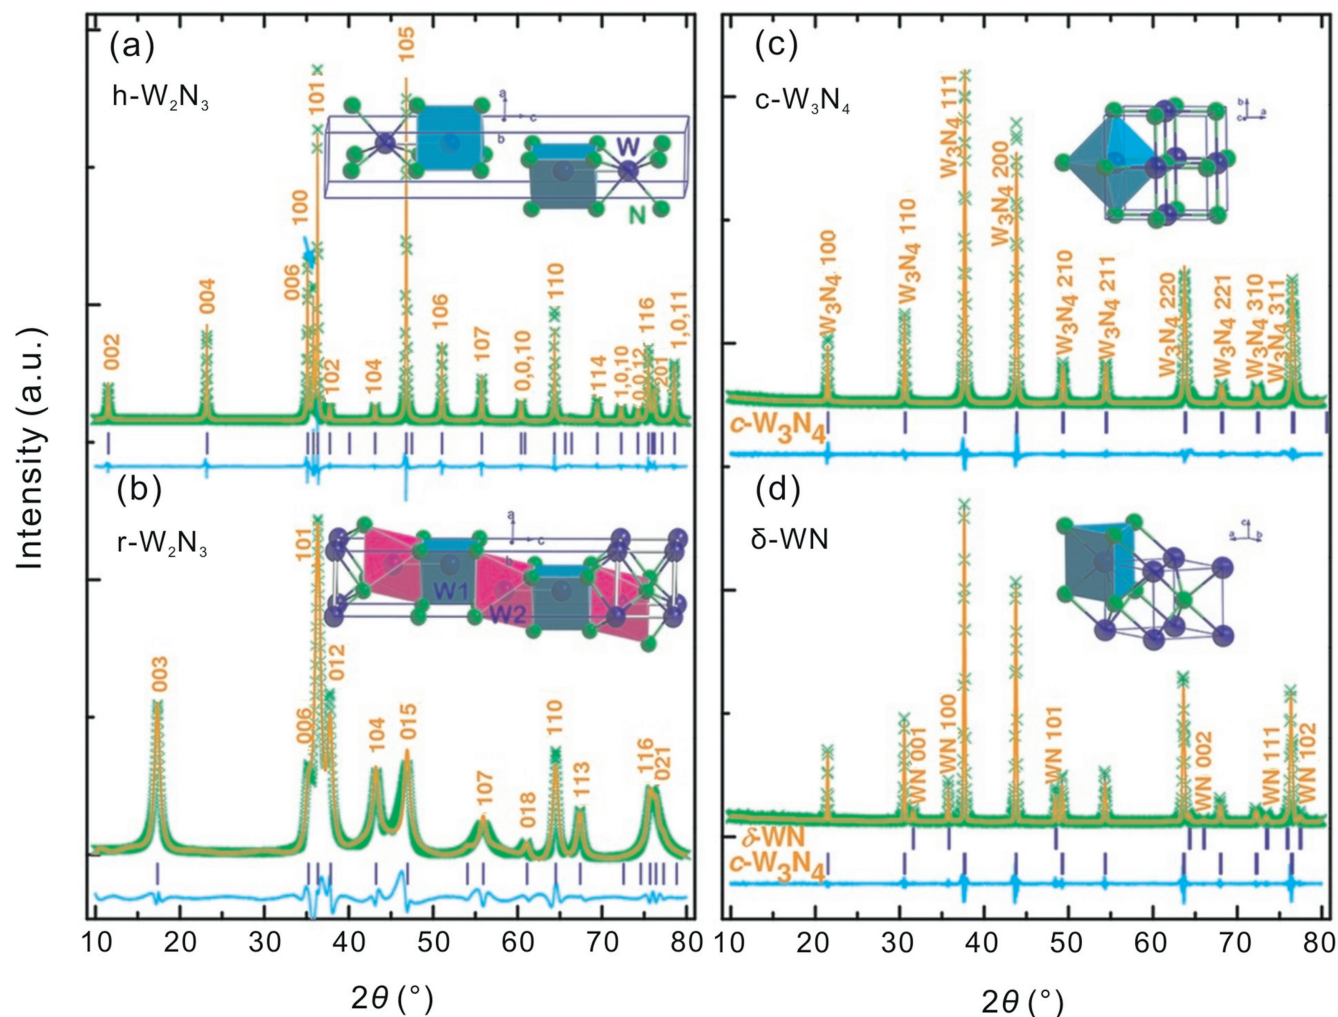 Intensity (a.u.)
(a)
h-W₂N₃
002
004
006
100
101
102
104
105
106
107
0,0,10
110
114
1,0,10
0,0,12
116
201
1,0,11
a
c
b
W
N
(b)
r-W₂N₃
003
006
101
012
104
015
107
018
110
113
116
021
a
c
b
W1
W2
10 20 30 40 50 60 70 80
2θ (°)
(c)
c-W₃N₄
W₃N₄ 100
W₃N₄ 110
W₃N₄ 111
W₃N₄ 200
W₃N₄ 210
W₃N₄ 211
W₃N₄ 220
W₃N₄ 221
W₃N₄ 310
W₃N₄ 311
b
c
a
c-W₃N₄
(d)
δ-WN
WN 001
WN 100
WN 101
WN 002
WN 111
WN 102
c
a
b
δ-WN
c-W₃N₄
10 20 30 40 50 60 70 80
2θ (°)